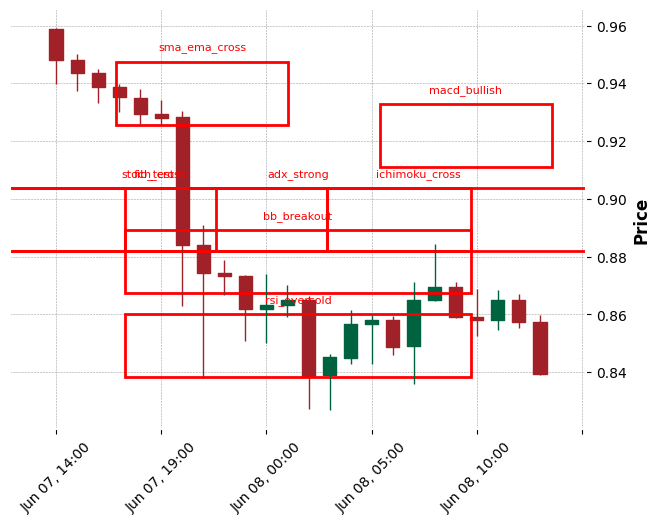 sma_ema_cross
macd_bullish
fib_test
adx_strong
ichimoku_cross
bb_breakout
rsi_oversold
0.96
0.94
0.92
0.90
0.88
0.86
0.84
Price
Jun 07, 14:00
Jun 07, 19:00
Jun 08, 00:00
Jun 08, 05:00
Jun 08, 10:00